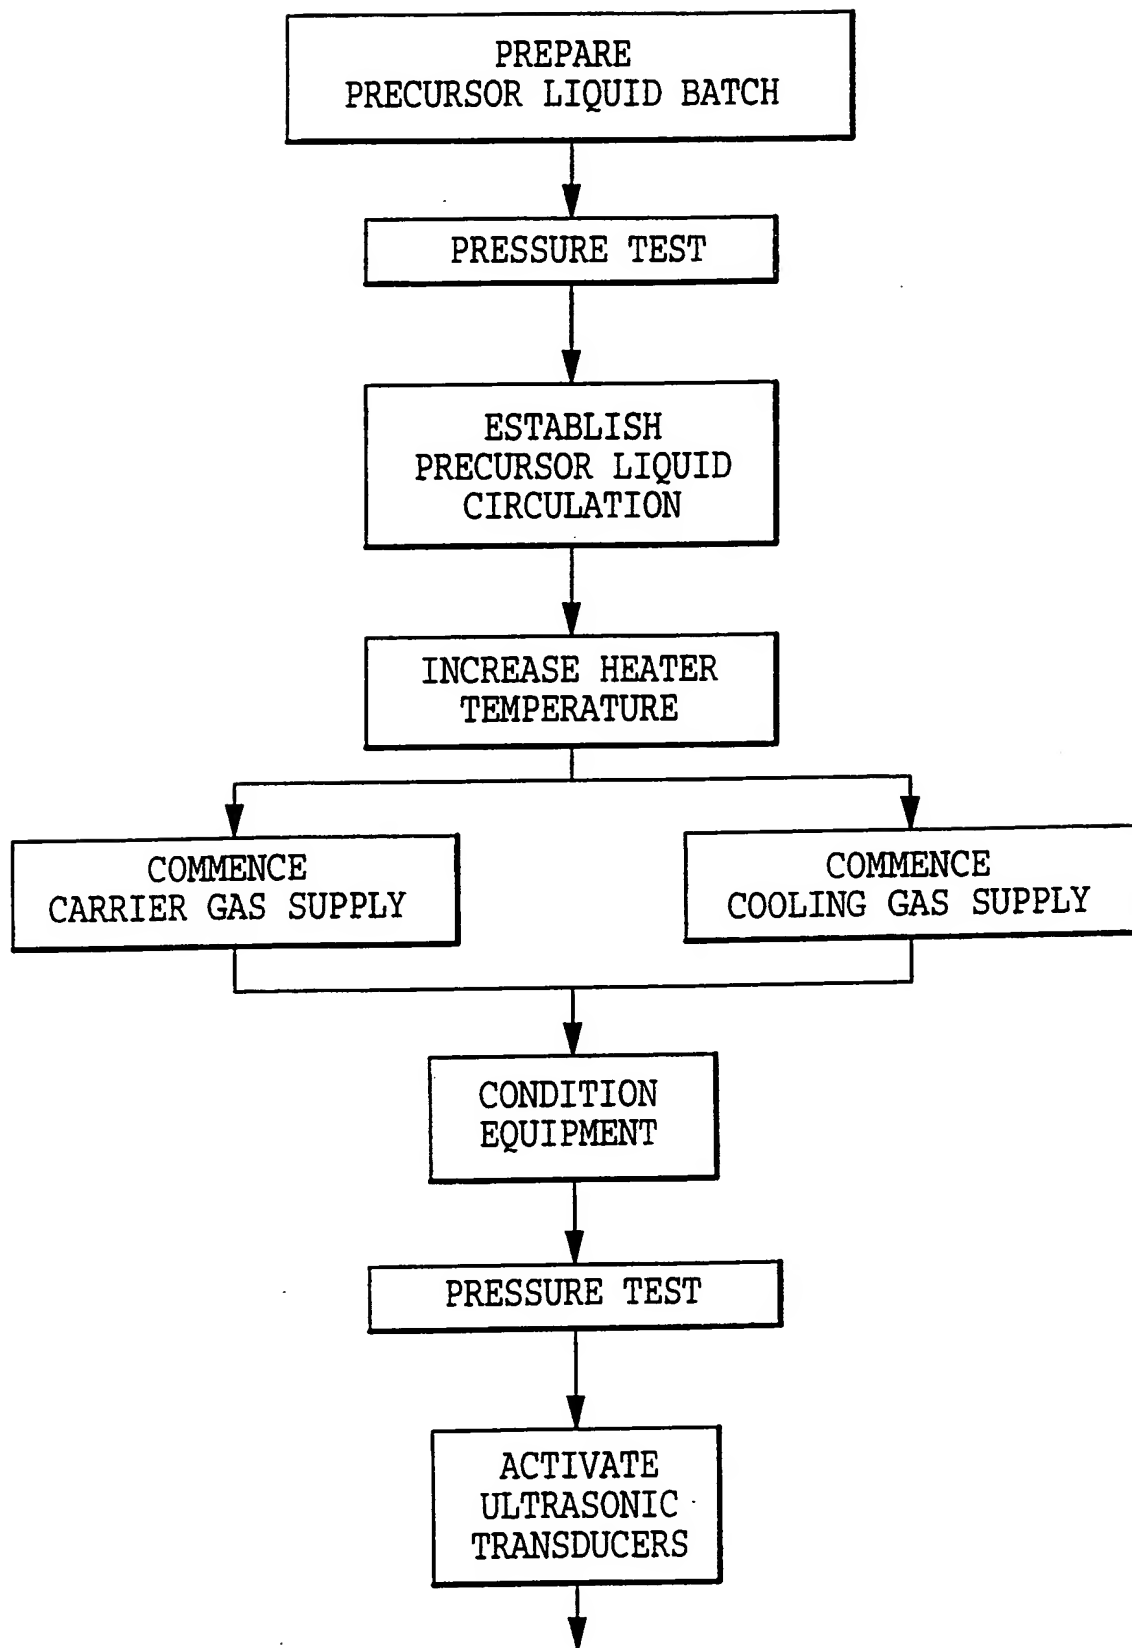 PREPARE
PRECURSOR LIQUID BATCH
PRESSURE TEST
ESTABLISH
PRECURSOR LIQUID
CIRCULATION
INCREASE HEATER
TEMPERATURE
COMMENCE
CARRIER GAS SUPPLY
COMMENCE
COOLING GAS SUPPLY
CONDITION
EQUIPMENT
PRESSURE TEST
ACTIVATE
ULTRASONIC
TRANSDUCERS